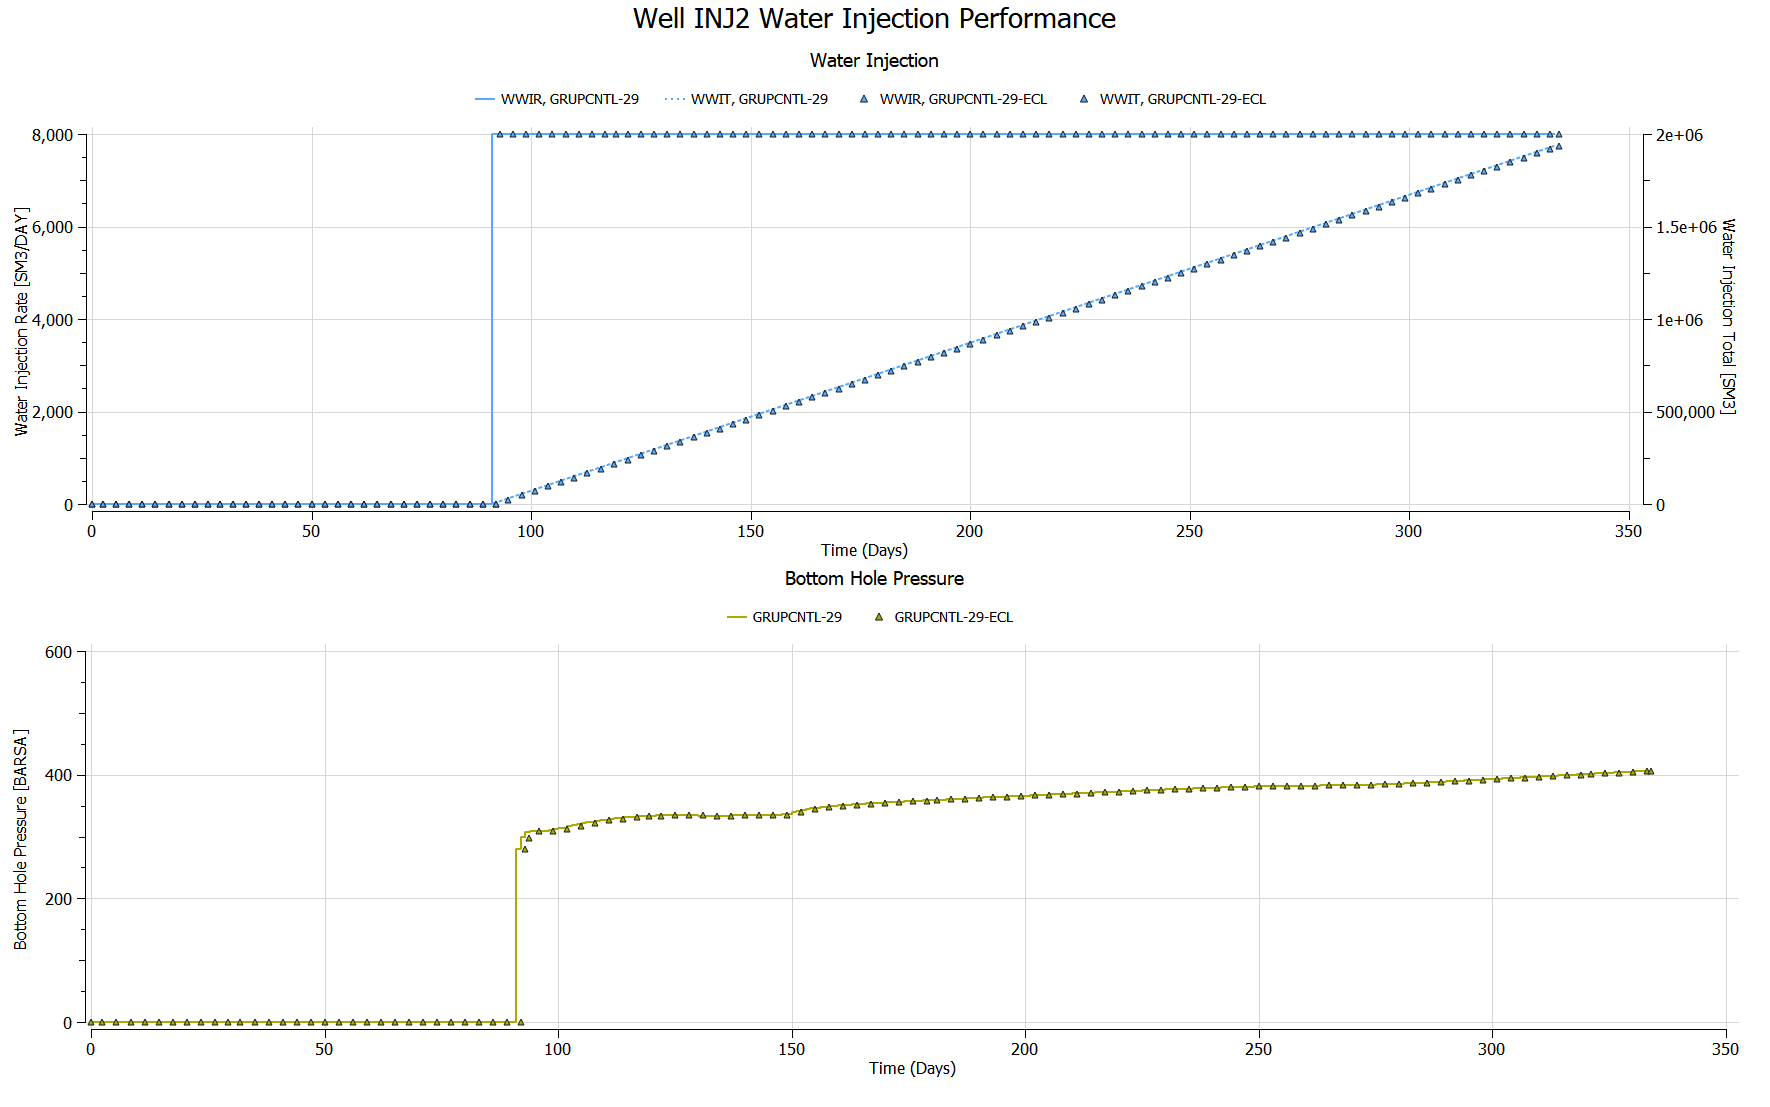 Well INJ2 Water Injection Performance
Water Injection
WWIR, GRUPCNTL-29 WWIT, GRUPCNTL-29 WWIR, GRUPCNTL-29-ECL WWIT, GRUPCNTL-29-ECL
Water Injection Rate [SM3/DAY]
8,000
6,000
4,000
2,000
0
2e+06
1.5e+06
1e+06
500,000
0
Water Injection Total [SM3]
0 50 100 150 200 250 300 350
Time (Days)
Bottom Hole Pressure
GRUPCNTL-29 GRUPCNTL-29-ECL
Bottom Hole Pressure [BARSA]
600
400
200
0
0 50 100 150 200 250 300 350
Time (Days)